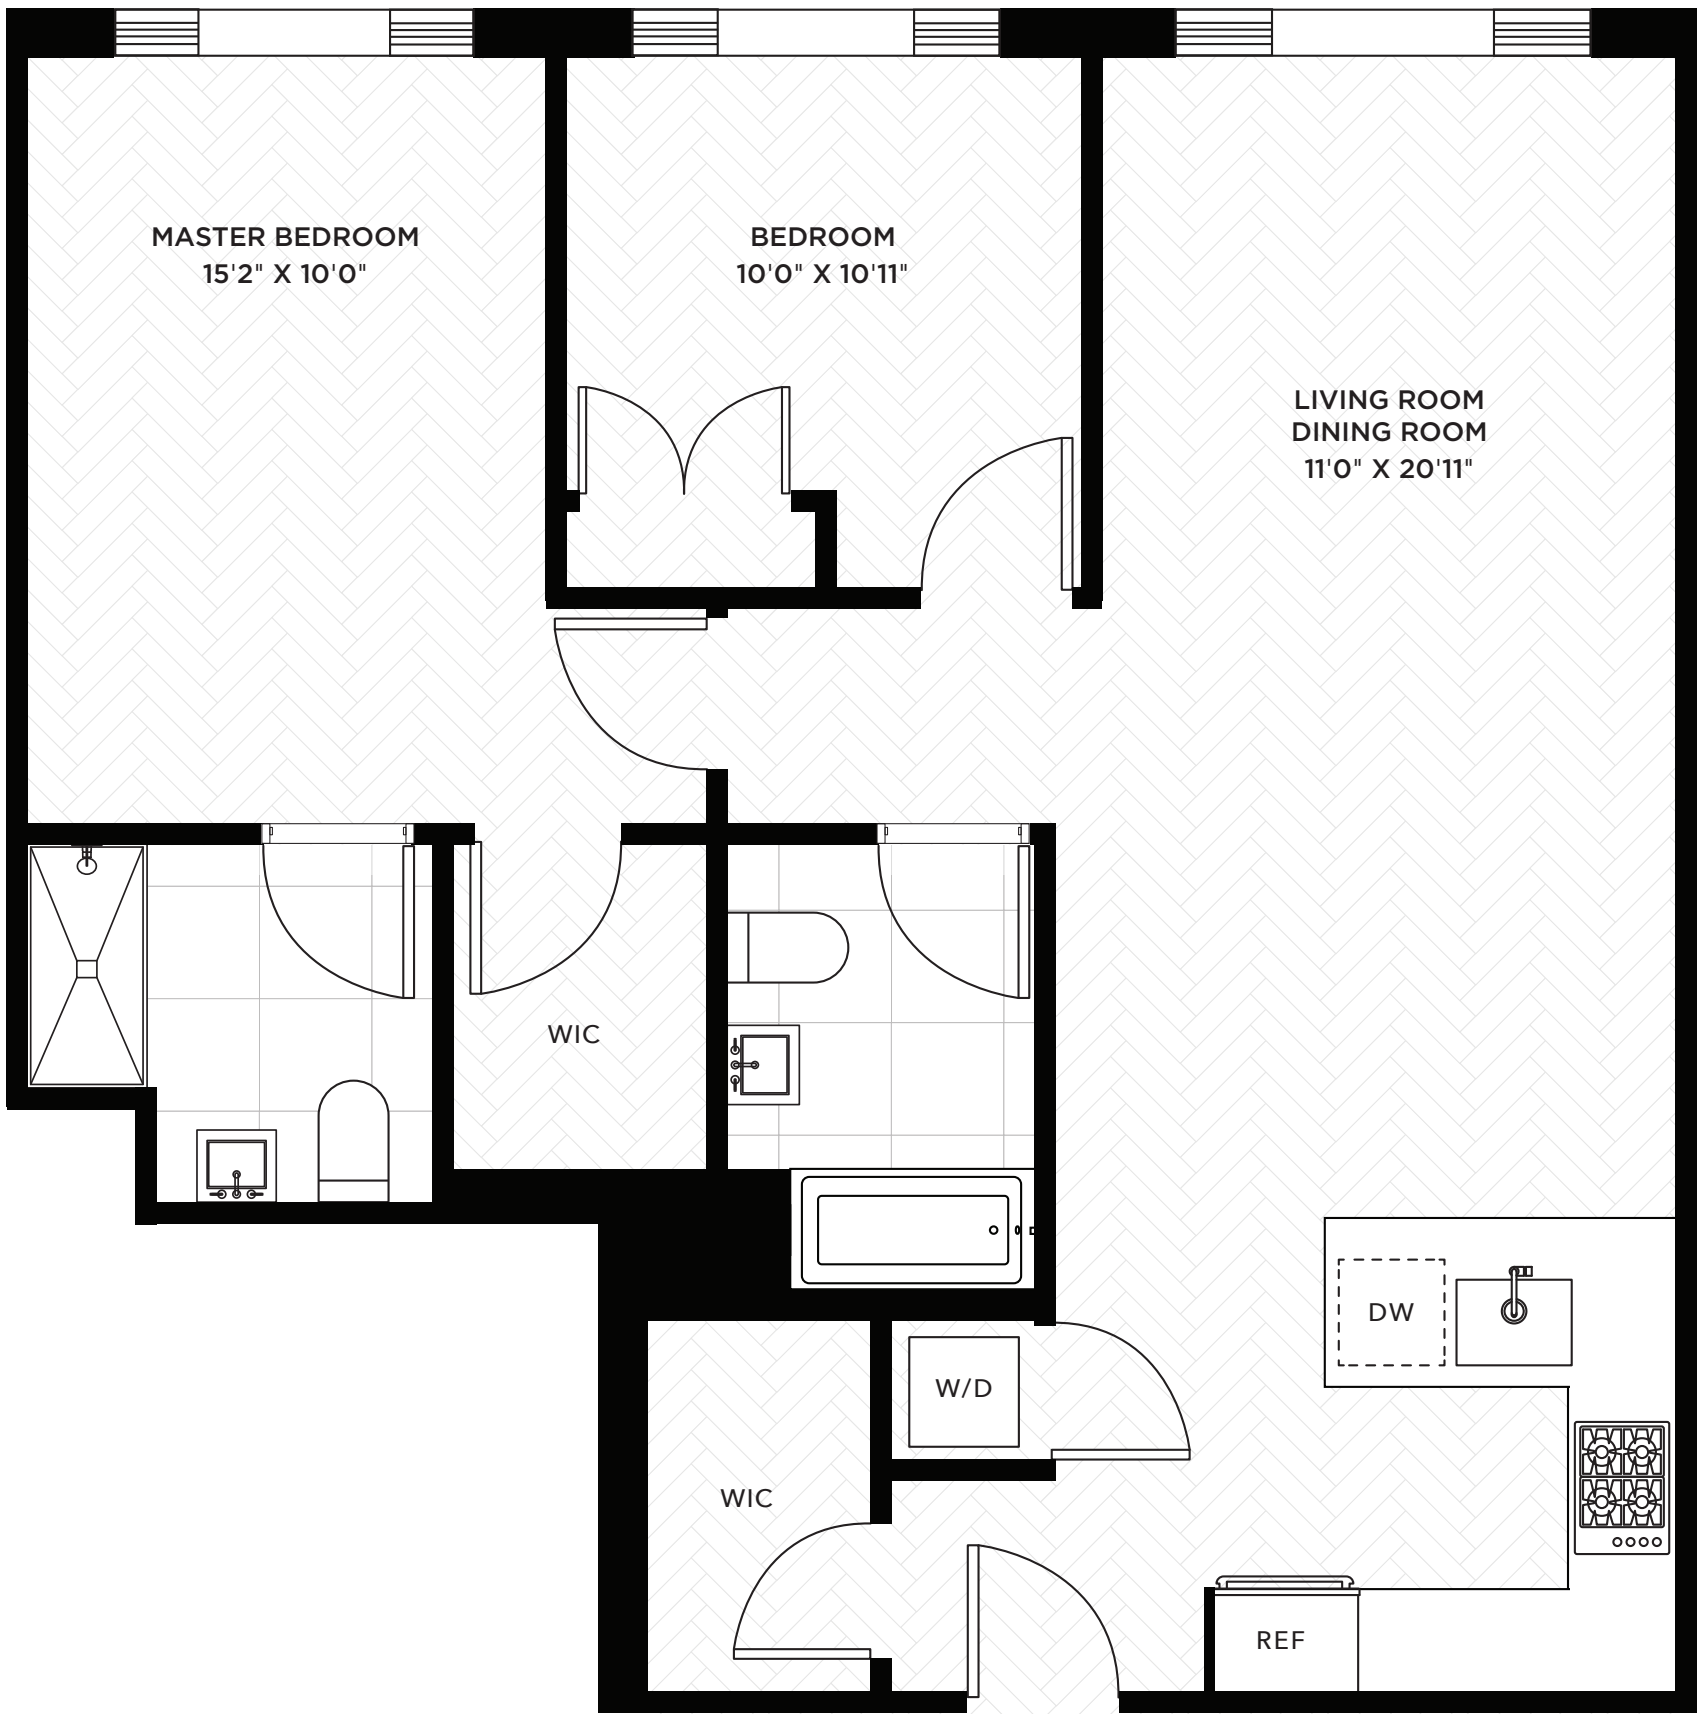 MASTER BEDROOM
15'2" X 10'0"
BEDROOM
10'0" X 10'11"
LIVING ROOM
DINING ROOM
11'0" X 20'11"
WIC
DW
W/D
WIC
REF